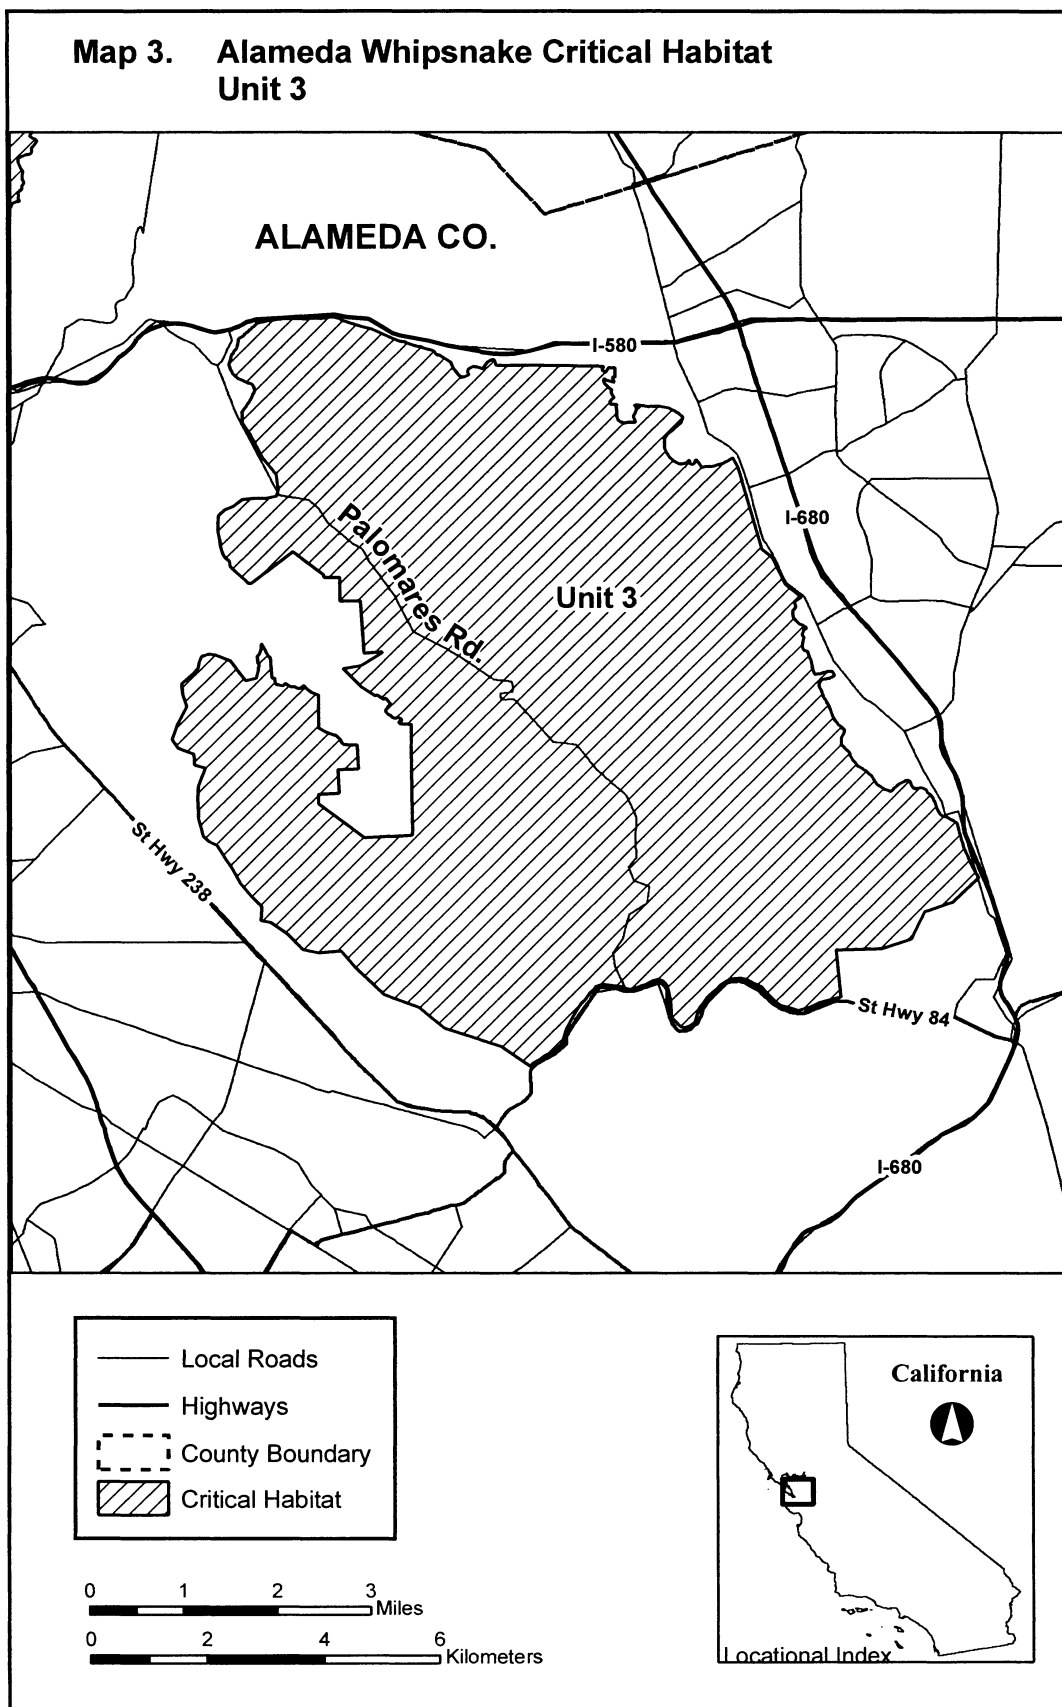 Map 3. Alameda Whipsnake Critical Habitat
Unit 3
ALAMEDA CO.
I-580
I-680
Palomares Rd.
Unit 3
St Hwy 238
St Hwy 84
I-680
Local Roads
Highways
County Boundary
Critical Habitat
California
0 1 2 3
Miles
0 2 4 6
Kilometers
Locational Index